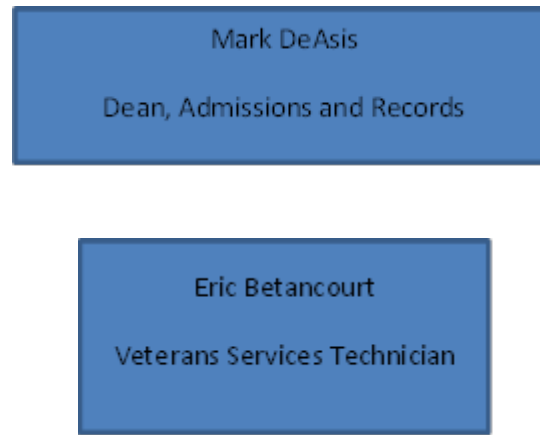 Mark DeAsis
Dean, Admissions and Records
Eric Betancourt
Veterans Services Technician